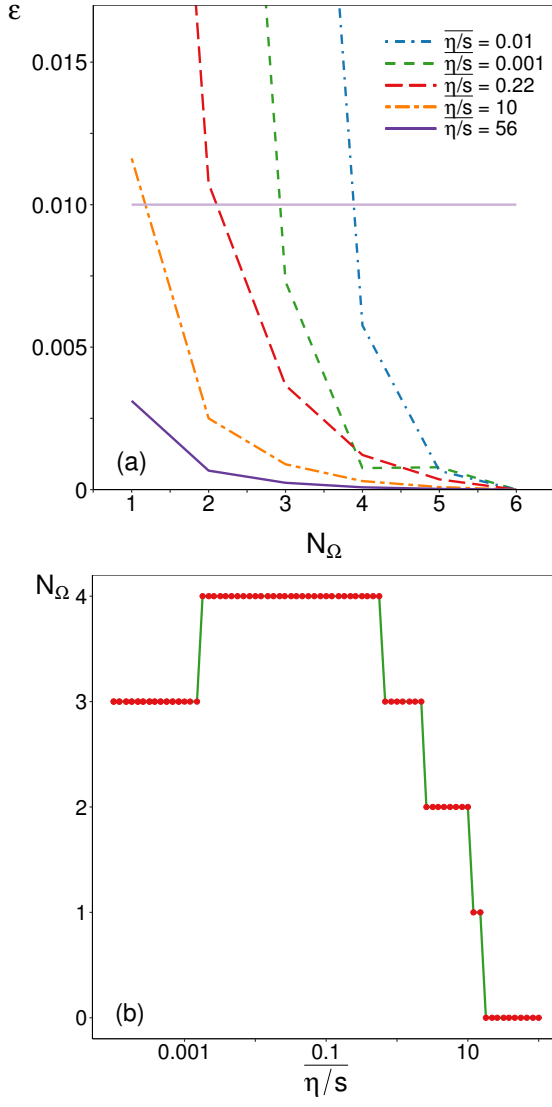 ε
0.015
0.010
0.005
0
η/s = 0.01
η/s = 0.001
η/s = 0.22
η/s = 10
η/s = 56
(a)
1 2 3 4 5 6
N_Ω
N_Ω
4
3
2
1
0
(b)
0.001 0.1 10
η/s